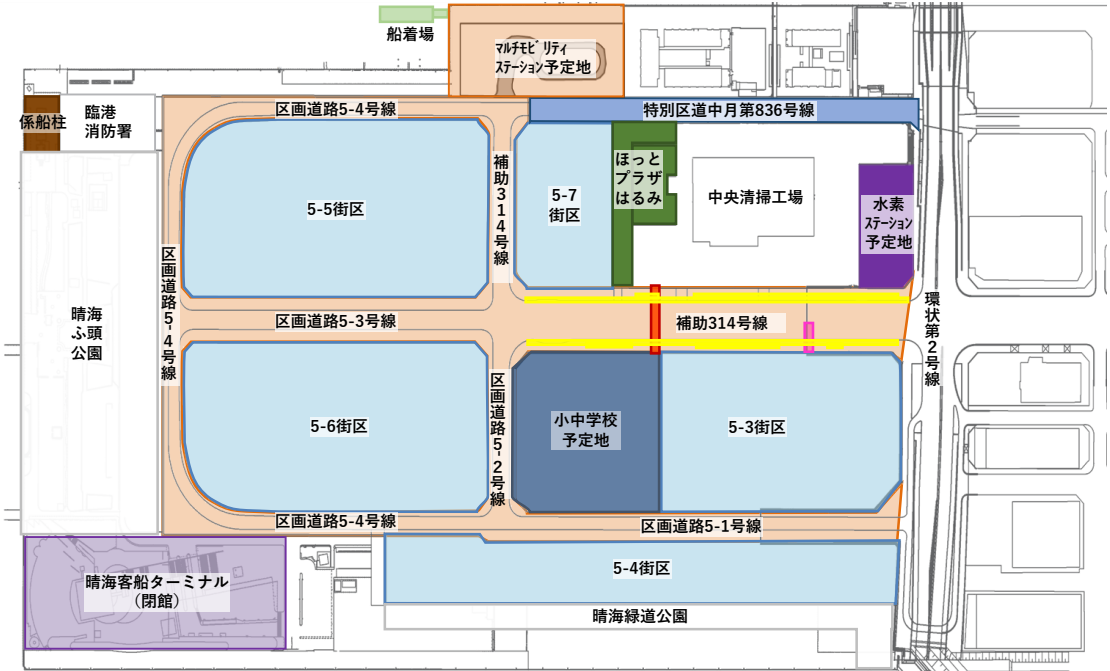 船着場
マルチモビリティ
ステーション予定地
係船柱
臨港
消防署
区画道路5-4号線
特別区道中月第836号線
補助314号線
5-5街区
5-7
街区
ほっと
プラザ
はるみ
中央清掃工場
水素
ステーション
予定地
区画道路5-4号線
晴海
ふ頭
公園
区画道路5-3号線
補助314号線
環状第2号線
5-6街区
区画道路5-2号線
小中学校
予定地
5-3街区
区画道路5-4号線
区画道路5-1号線
晴海客船ターミナル
（閉館）
5-4街区
晴海緑道公園